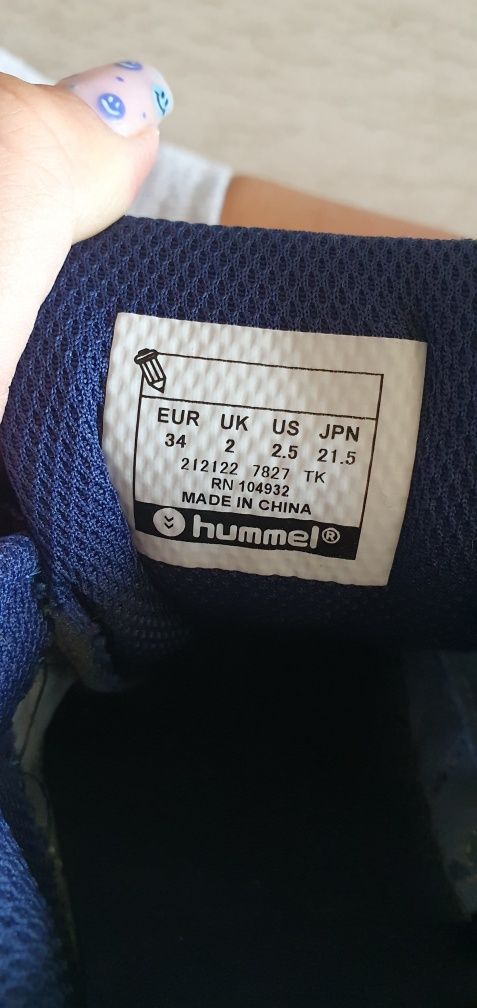 EUR UK US JPN
34 2 2.5 21.5
212122 7827 TK
RN 104932
MADE IN CHINA
hummel®